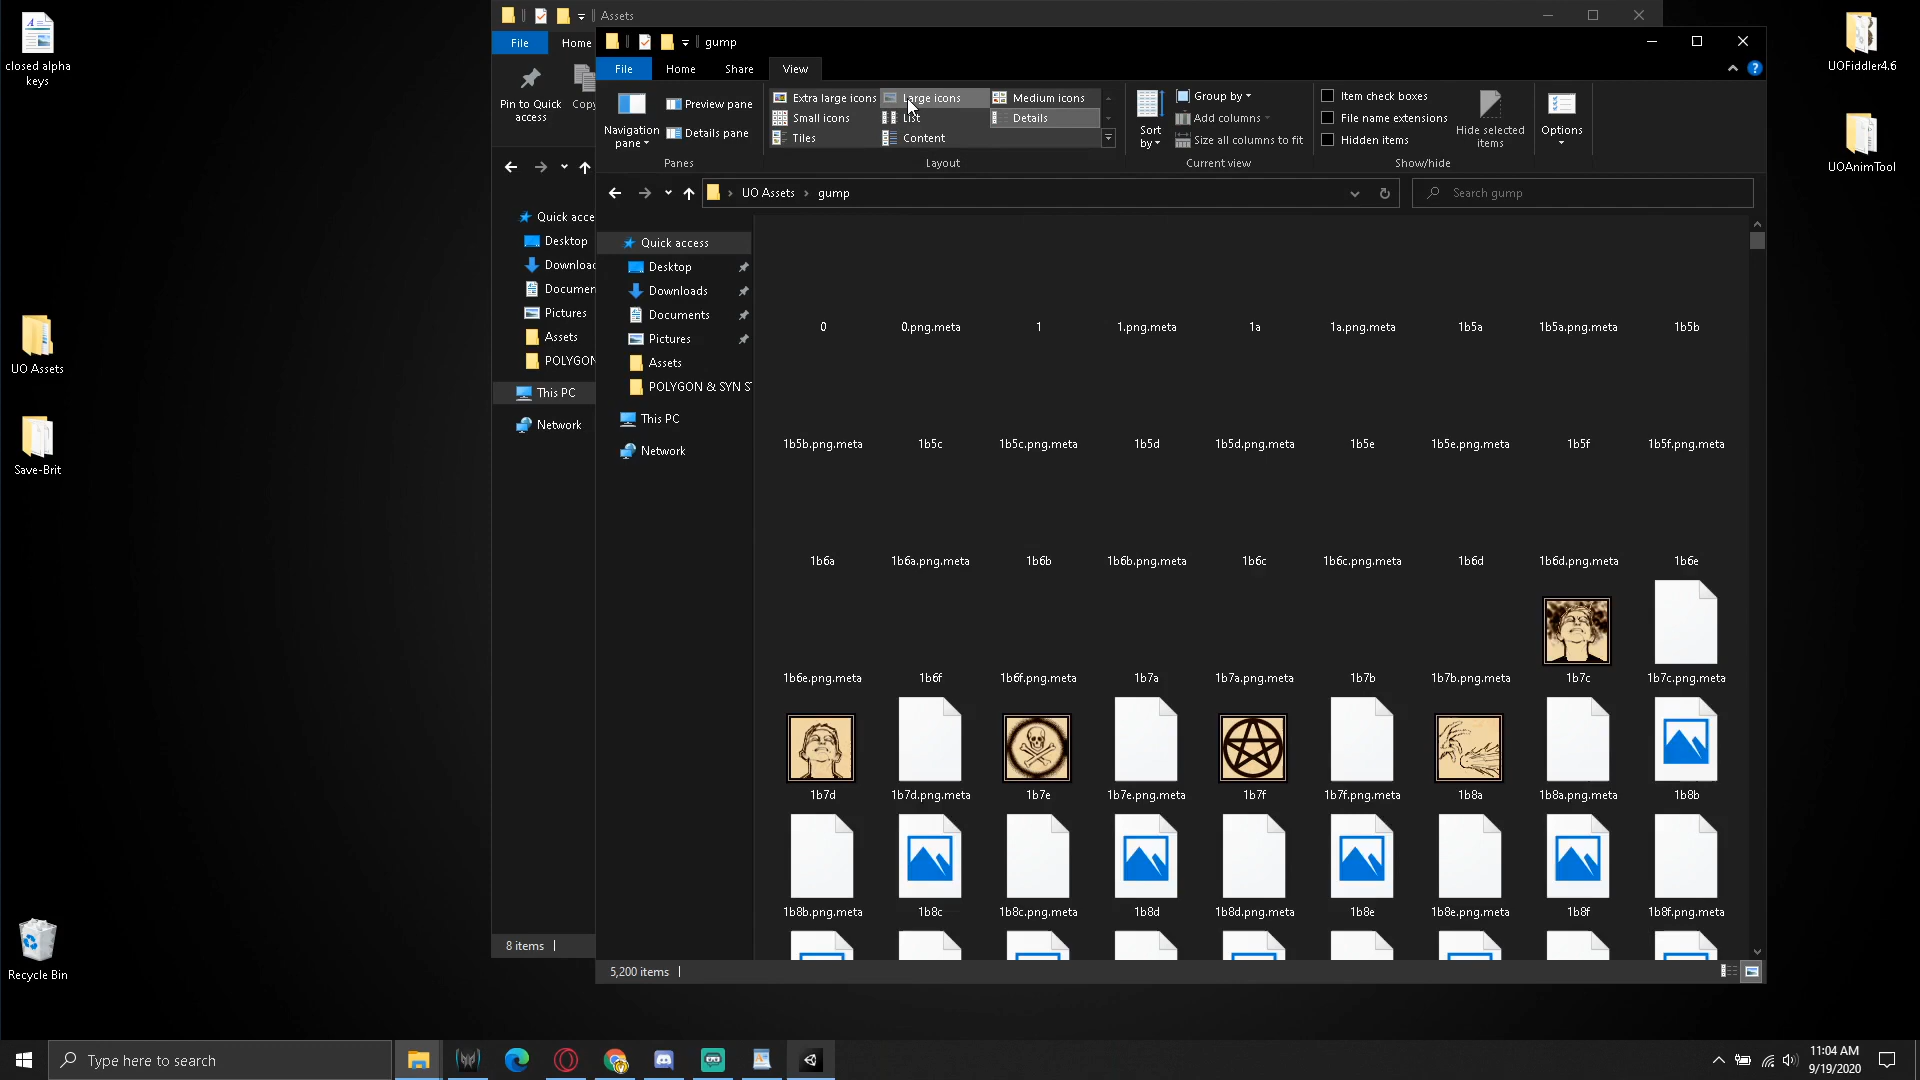 Assets
File
Home
Pin to Quick
access
Copy
Quick acce
Desktop
Downloa
Documen
Pictures
Assets
POLYGON
This PC
Network
8 items
gump
File
Home
Share
View
Navigation
pane
Preview pane
Details pane
Panes
Extra large icons
Large icons
Medium icons
Small icons
List
Details
Tiles
Content
Layout
Sort
by
Group by
Add columns
Size all columns to fit
Current view
Item check boxes
File name extensions
Hidden items
Hide selected
items
Show/hide
Options
UO Assets > gump
Search gump
Quick access
Desktop
Downloads
Documents
Pictures
Assets
POLYGON & SYN S
This PC
Network
0 0.png.meta 1 1.png.meta 1a 1a.png.meta 1b5a 1b5a.png.meta 1b5b
1b5b.png.meta 1b5c 1b5c.png.meta 1b5d 1b5d.png.meta 1b5e 1b5e.png.meta 1b5f 1b5f.png.meta
1b6a 1b6a.png.meta 1b6b 1b6b.png.meta 1b6c 1b6c.png.meta 1b6d 1b6d.png.meta 1b6e
1b6e.png.meta 1b6f 1b6f.png.meta 1b7a 1b7a.png.meta 1b7b 1b7b.png.meta 1b7c 1b7c.png.meta
1b7d 1b7d.png.meta 1b7e 1b7e.png.meta 1b7f 1b7f.png.meta 1b8a 1b8a.png.meta 1b8b
1b8b.png.meta 1b8c 1b8c.png.meta 1b8d 1b8d.png.meta 1b8e 1b8e.png.meta 1b8f 1b8f.png.meta
5,200 items
closed alpha
keys
UO Assets
Save-Brit
Recycle Bin
UOFiddler4.6
UOAnimTool
Type here to search
11:04 AM
9/19/2020